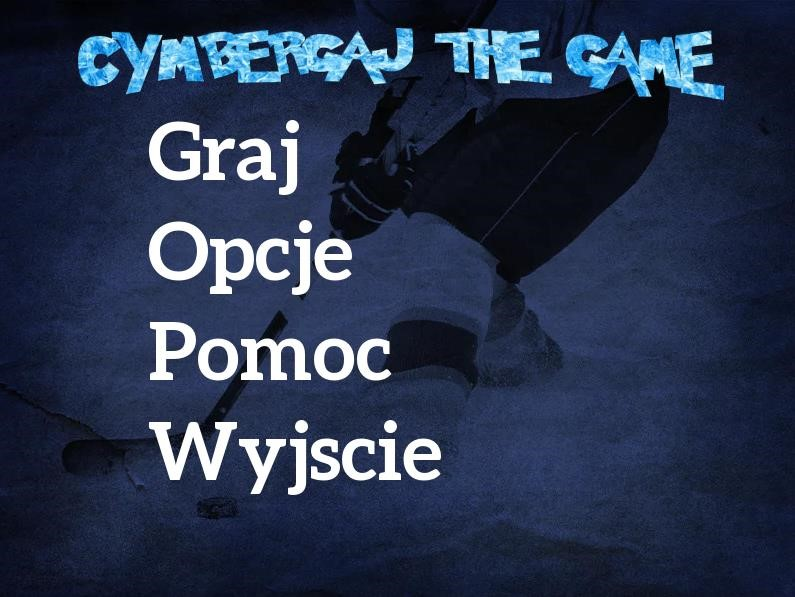 CYMBERGAJ THE GAME
Graj
Opcje
Pomoc
Wyjscie